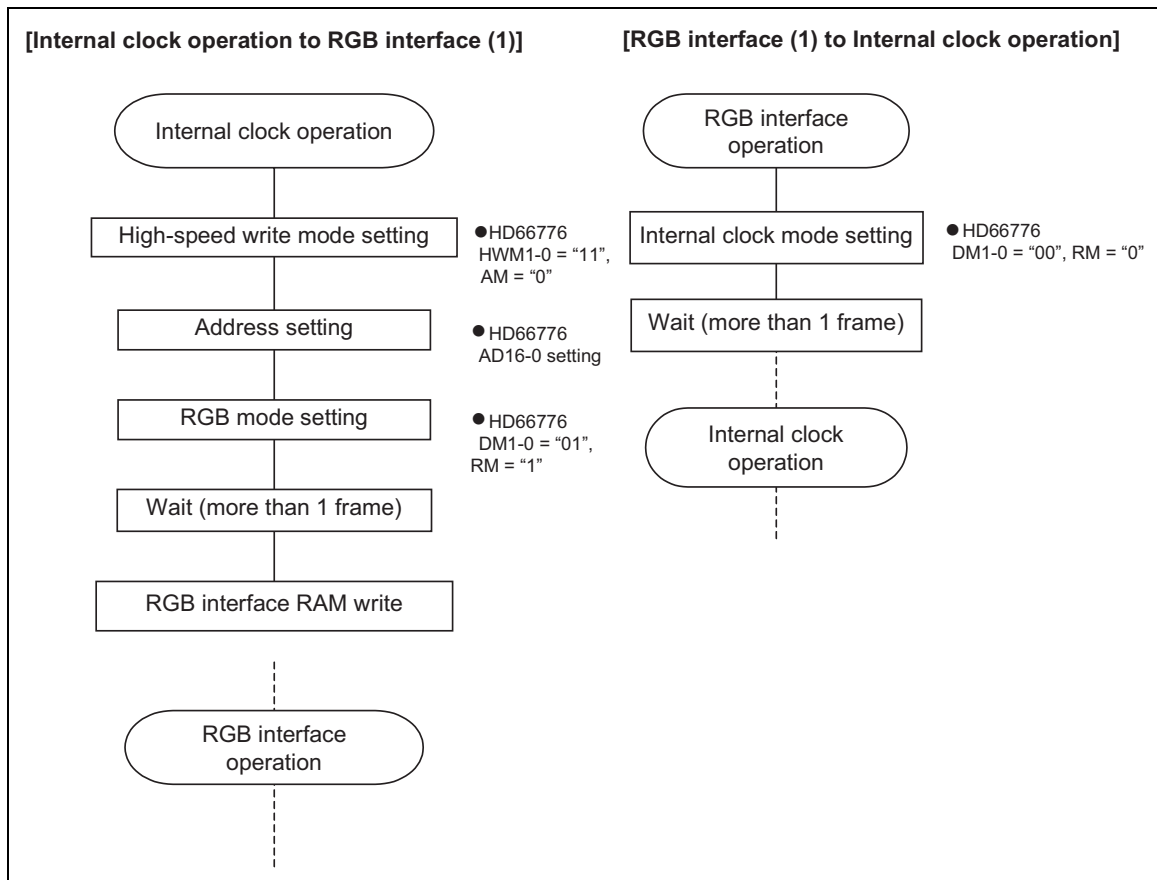 [Internal clock operation to RGB interface (1)]
Internal clock operation
High-speed write mode setting
●HD66776
HWM1-0 = “11”,
AM = “0”
Address setting
●HD66776
AD16-0 setting
RGB mode setting
●HD66776
DM1-0 = “01”,
RM = “1”
Wait (more than 1 frame)
RGB interface RAM write
RGB interface
operation
[RGB interface (1) to Internal clock operation]
RGB interface
operation
Internal clock mode setting
●HD66776
DM1-0 = “00”, RM = “0”
Wait (more than 1 frame)
Internal clock
operation